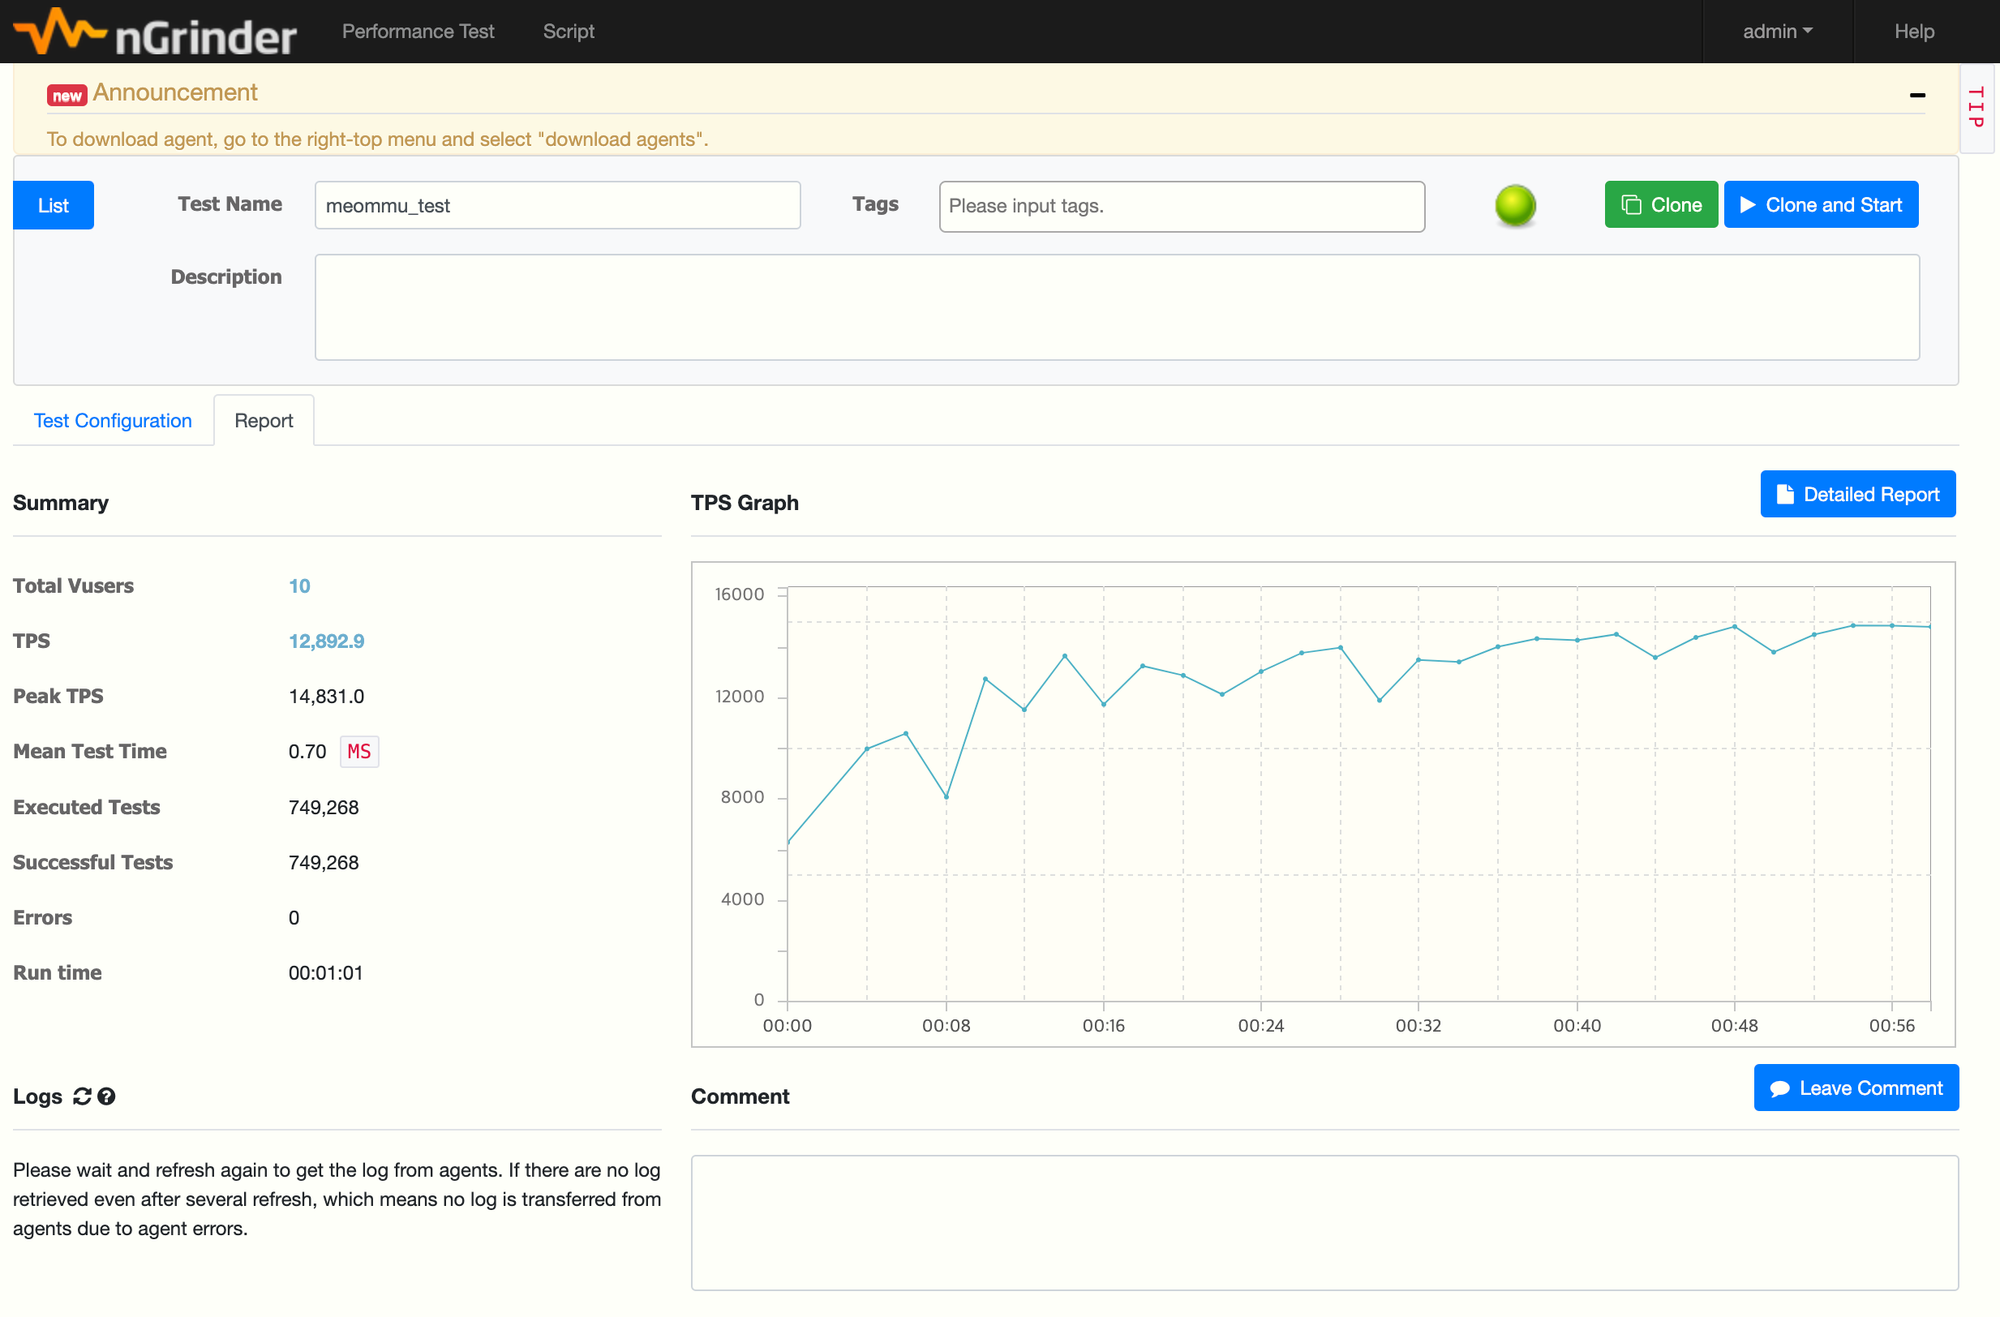 nGrinder Performance Test Script admin Help
new Announcement
To download agent, go to the right-top menu and select "download agents".
TIP
List Test Name meommu_test Tags Please input tags. Clone Clone and Start
Description
Test Configuration Report
Summary
Total Vusers 10
TPS 12,892.9
Peak TPS 14,831.0
Mean Test Time 0.70 MS
Executed Tests 749,268
Successful Tests 749,268
Errors 0
Run time 00:01:01
TPS Graph Detailed Report
16000
12000
8000
4000
0
00:00 00:08 00:16 00:24 00:32 00:40 00:48 00:56
Logs
Please wait and refresh again to get the log from agents. If there are no log
retrieved even after several refresh, which means no log is transferred from
agents due to agent errors.
Comment Leave Comment